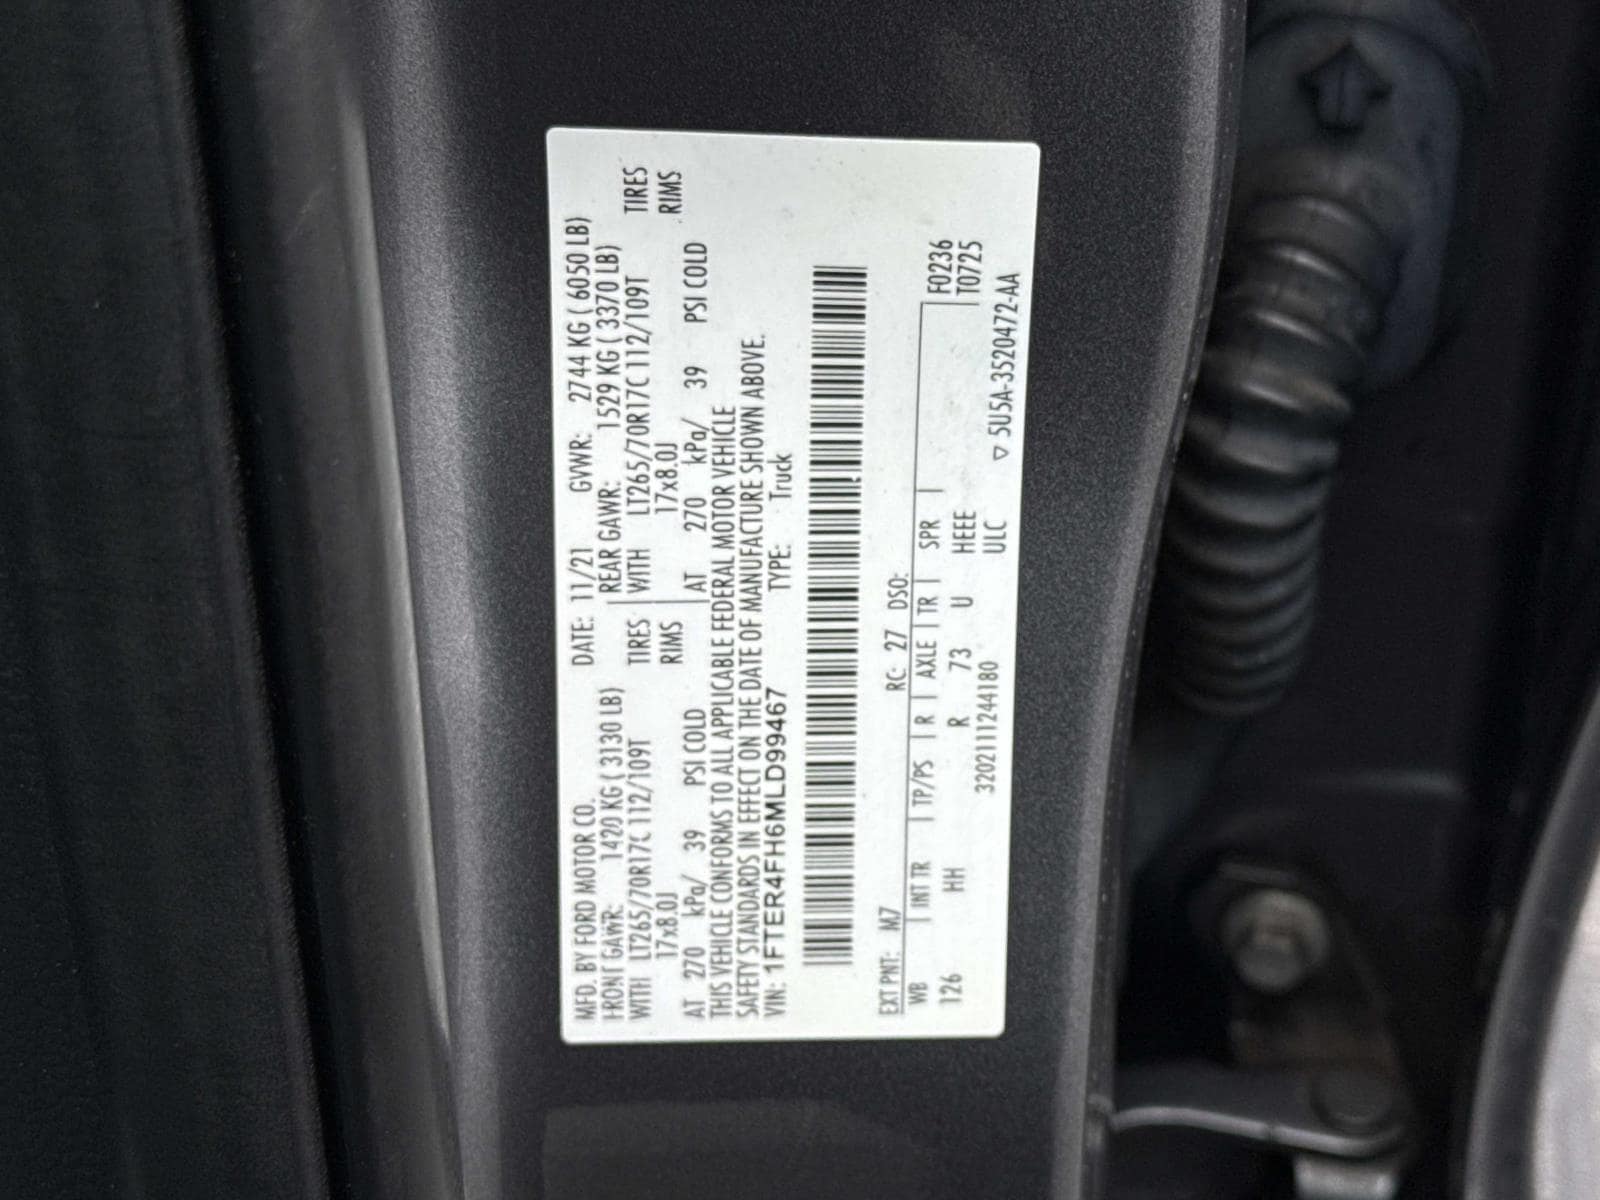 MFD. BY FORD MOTOR CO. DATE: 11/21 GVWR: 2744 KG ( 6050 LB)
FRONT GAWR: 1420 KG ( 3130 LB) REAR GAWR: 1529 KG ( 3370 LB)
WITH LT265/70R17C 112/109T TIRES WITH LT265/70R17C 112/109T TIRES
17x8.0J RIMS 17x8.0J RIMS
AT 270 kPa/ 39 PSI COLD AT 270 kPa/ 39 PSI COLD
THIS VEHICLE CONFORMS TO ALL APPLICABLE FEDERAL MOTOR VEHICLE
SAFETY STANDARDS IN EFFECT ON THE DATE OF MANUFACTURE SHOWN ABOVE.
VIN: 1FTER4FH6MLD99467 TYPE: Truck
EXT PNT: M7 RC: 27 DSO:
WB | INT TR | TP/PS | R | AXLE | TR | SPR | F0236
126 HH R 73 U HEEE T0725
320211124180 ULC
▽ 5U5A-3520472-AA